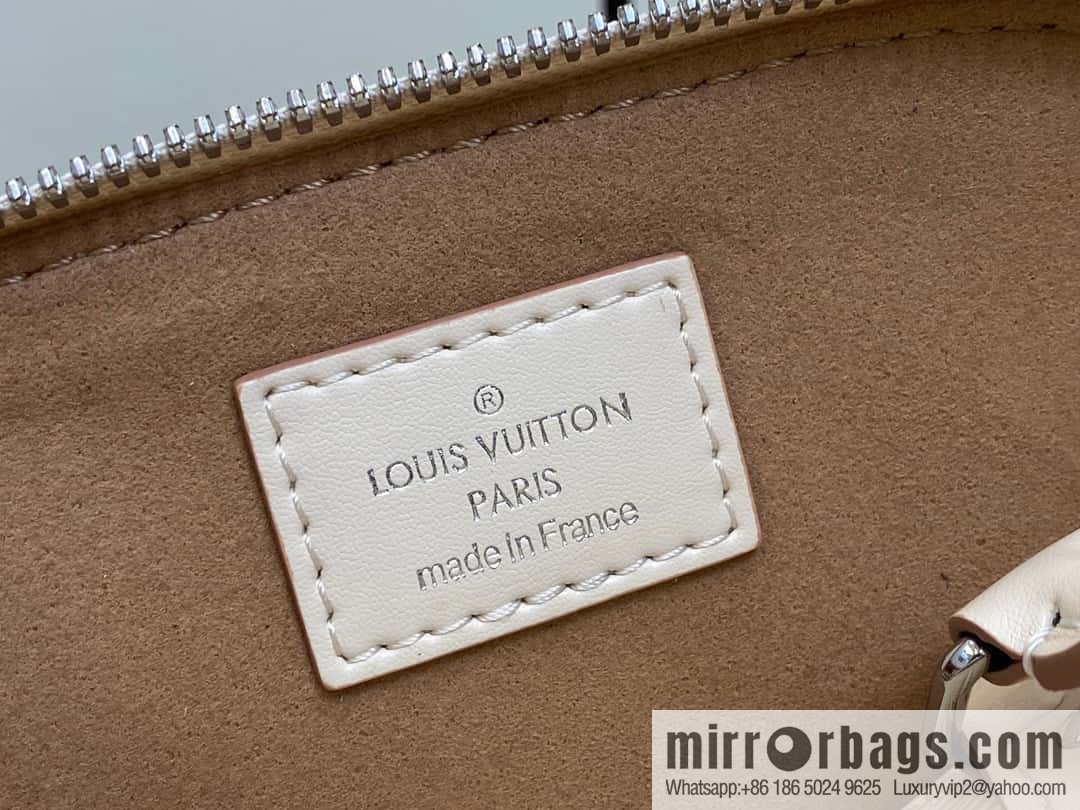 ®
LOUIS VUITTON
PARIS
made in France
mirrorbags.com
Whatsapp:+86 186 5024 9625 Luxuryvip2@yahoo.com